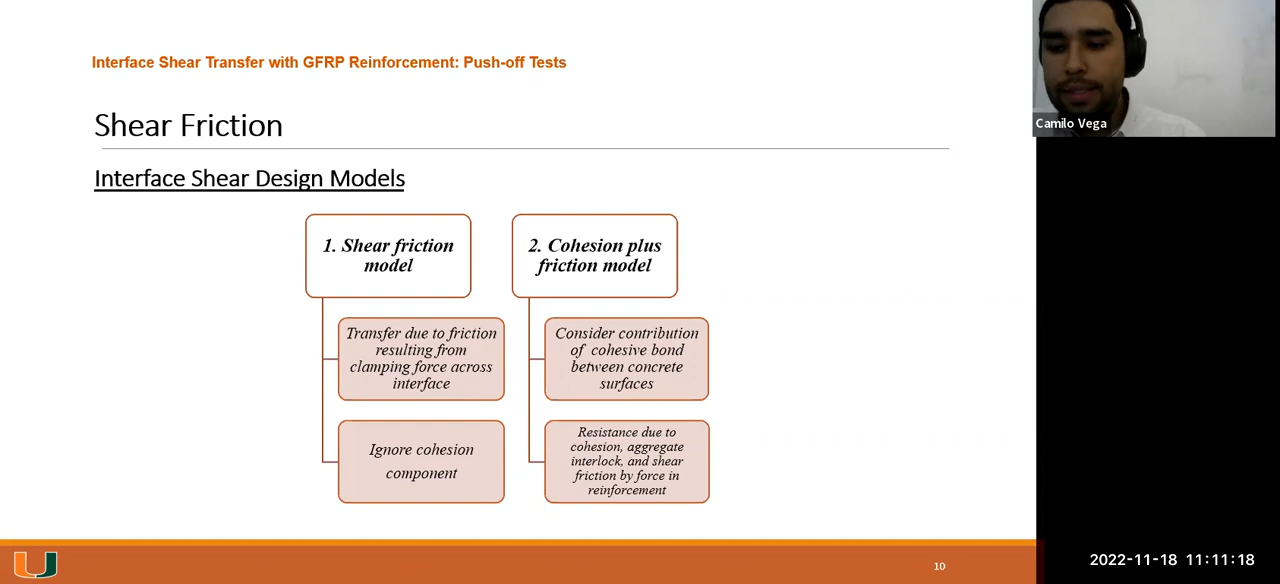 Interface Shear Transfer with GFRP Reinforcement: Push-off Tests
Shear Friction
Interface Shear Design Models
1. Shear friction
model
Transfer due to friction
resulting from
clamping force across
interface
Ignore cohesion
component
2. Cohesion plus
friction model
Consider contribution
of cohesive bond
between concrete
surfaces
Resistance due to
cohesion, aggregate
interlock, and shear
friction by force in
reinforcement
10
Camilo Vega
2022-11-18 11:11:18